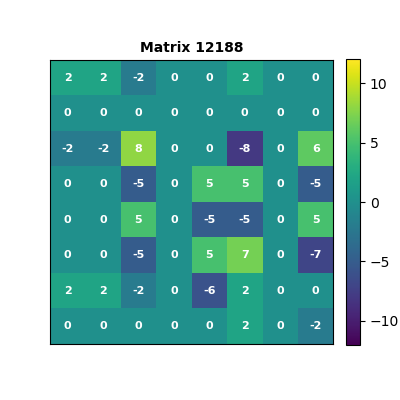 Matrix 12188
2 2 -2 0 0 2 0 0
0 0 0 0 0 0 0 0
-2 -2 8 0 0 -8 0 6
0 0 -5 0 5 5 0 -5
0 0 5 0 -5 -5 0 5
0 0 -5 0 5 7 0 -7
2 2 -2 0 -6 2 0 0
0 0 0 0 0 2 0 -2
10
5
0
−5
−10